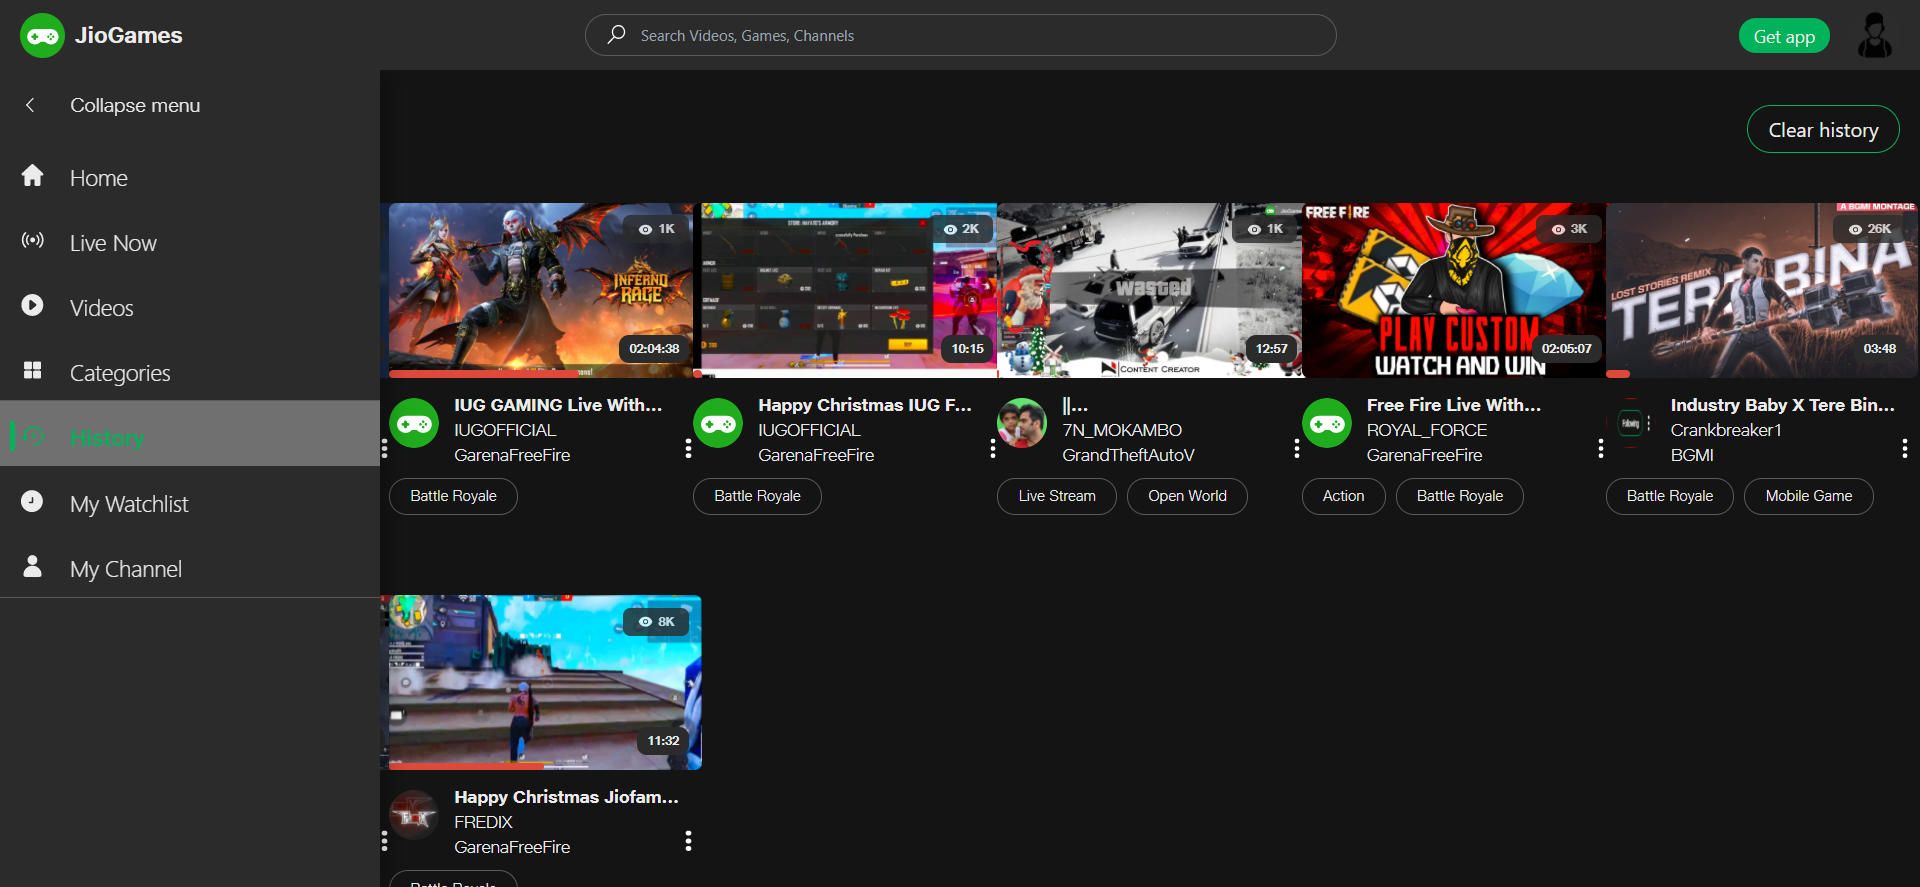 JioGames
Search Videos, Games, Channels
Get app
Collapse menu
Clear history
Home
Live Now
Videos
Categories
History
My Watchlist
My Channel
INFERNO
RAGE
1K
02:04:38
IUG GAMING Live With...
IUGOFFICIAL
GarenaFreeFire
Battle Royale
2K
10:15
Happy Christmas IUG F...
IUGOFFICIAL
GarenaFreeFire
Battle Royale
JioGames
1K
wasted
12:57
CONTENT CREATOR
||...
7N_MOKAMBO
GrandTheftAutoV
Live Stream
Open World
FREE FIRE
3K
PLAY CUSTOM
WATCH AND WIN
02:05:07
Free Fire Live With...
ROYAL_FORCE
GarenaFreeFire
Action
Battle Royale
A BGMI MONTAGE
26K
LOST STORIES REMIX
TERE BINA
03:48
Following
Industry Baby X Tere Bin...
Crankbreaker1
BGMI
Battle Royale
Mobile Game
8K
11:32
Happy Christmas Jiofam...
FREDIX
GarenaFreeFire
Battle Royale